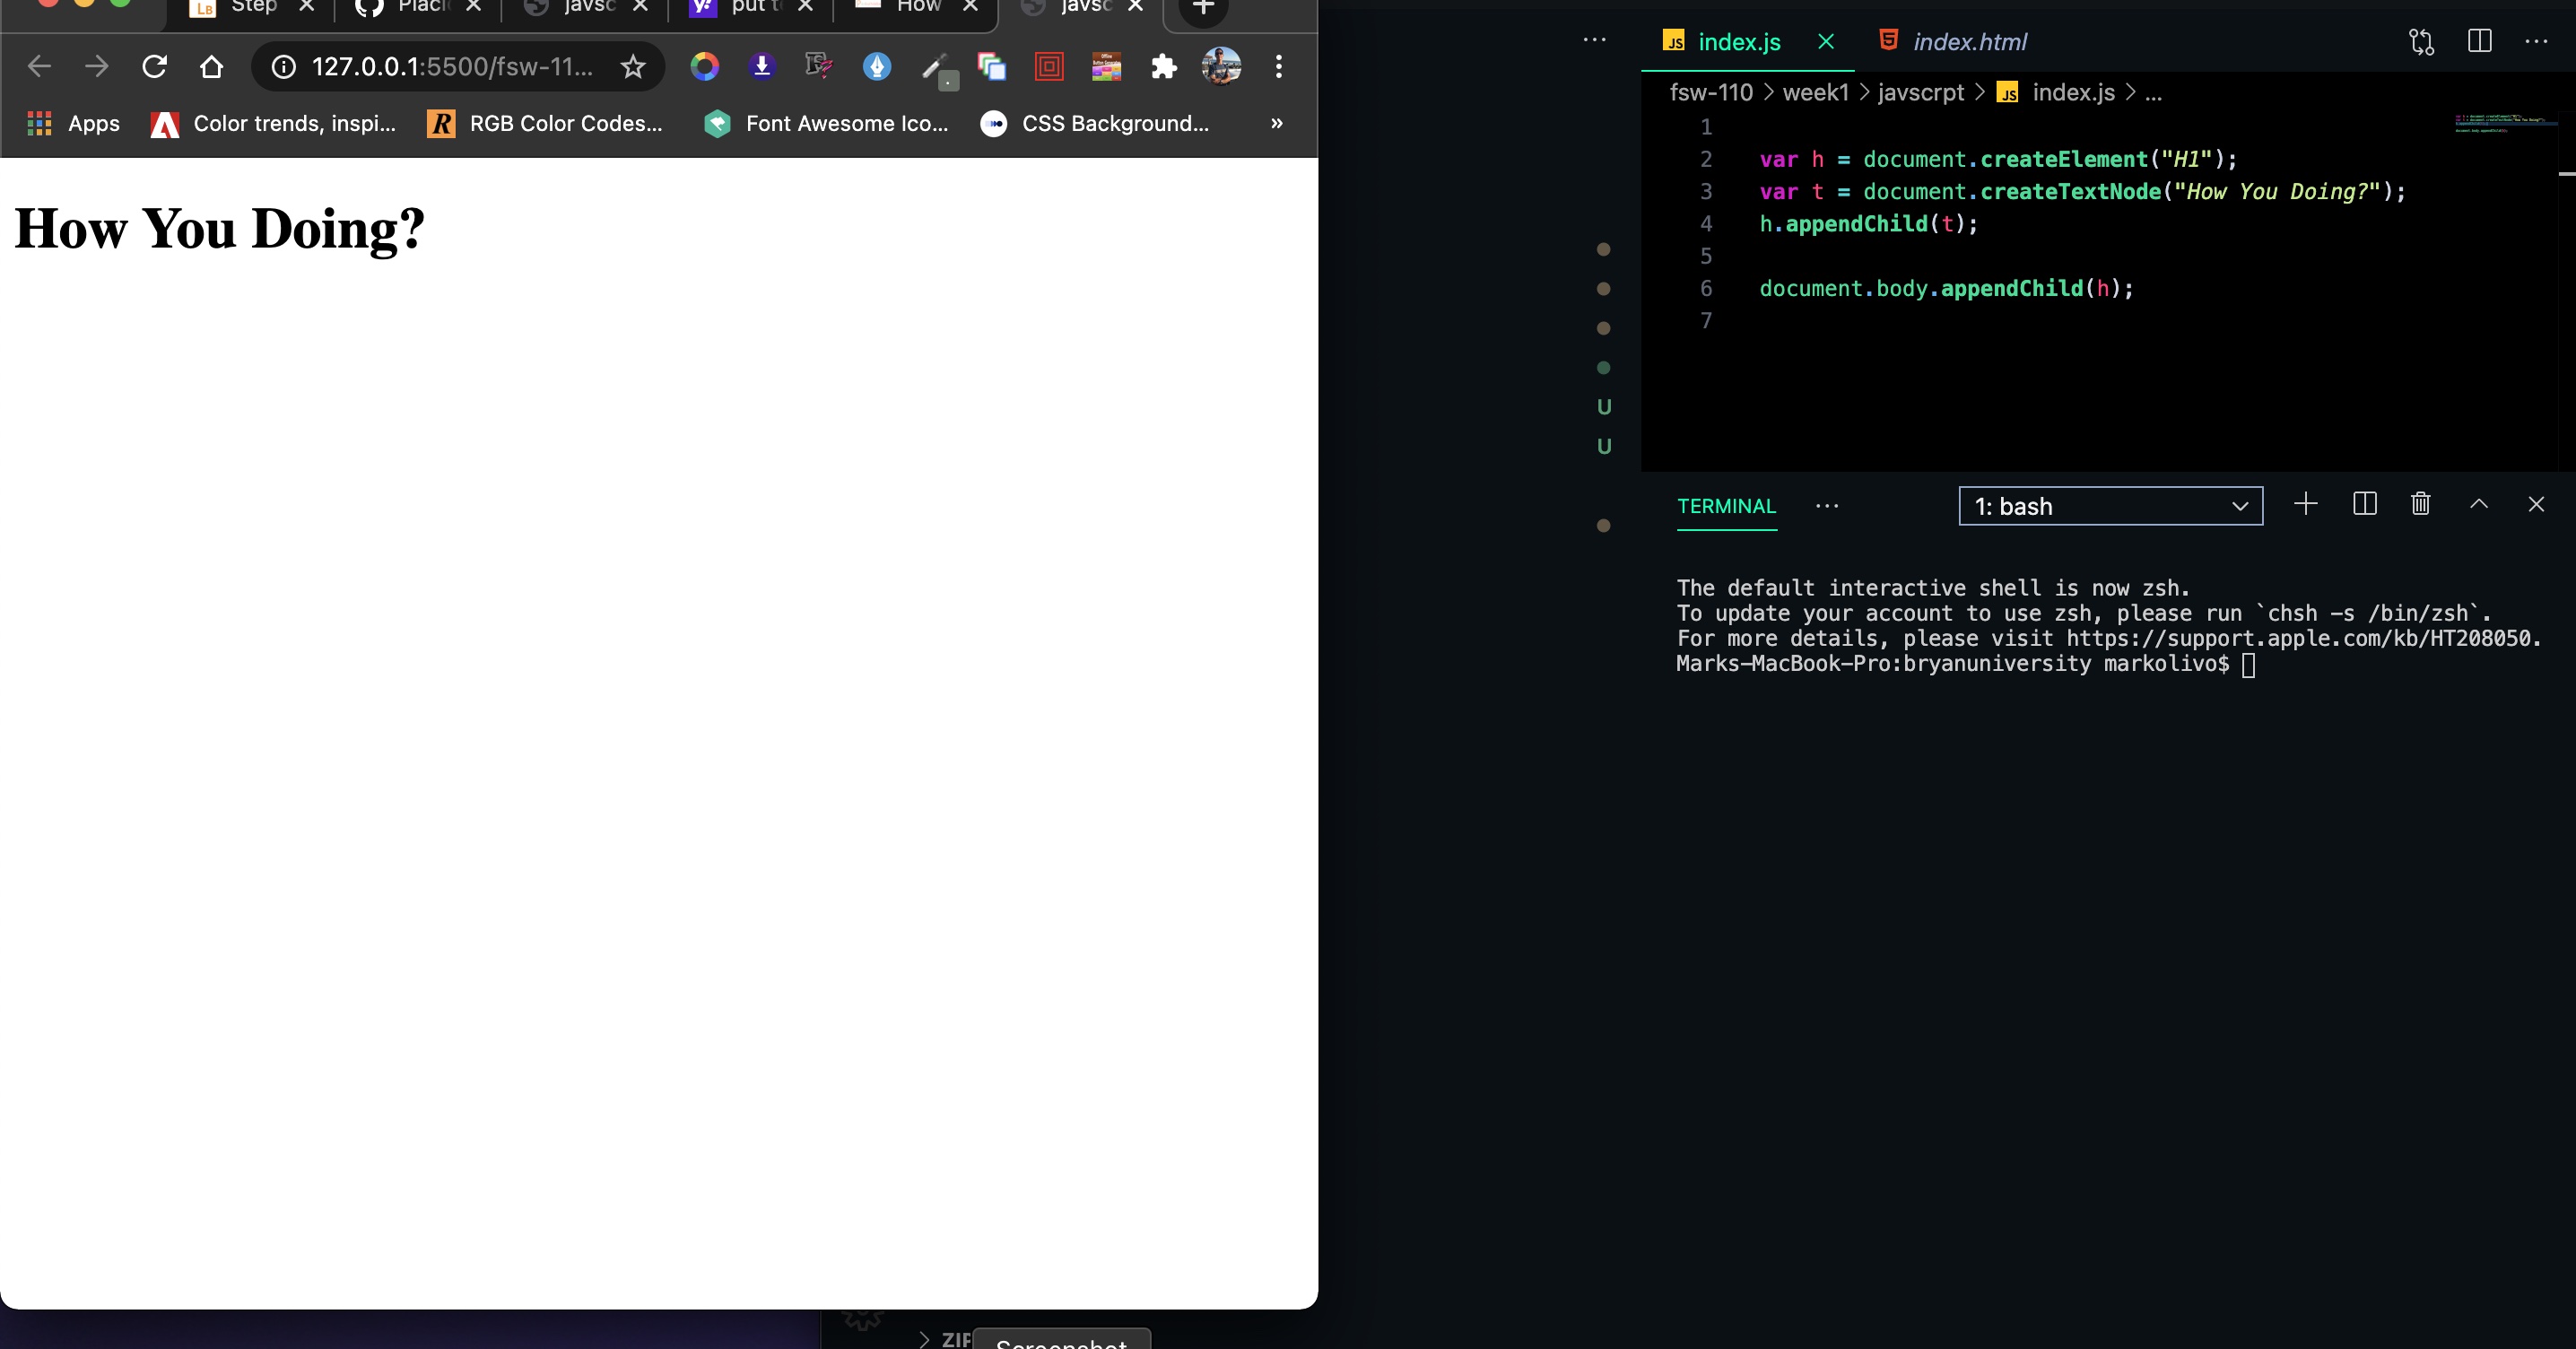 Step
How
put t
127.0.0.1:5500/fsw-11...
Apps
Color trends, inspi...
RGB Color Codes...
Font Awesome Ico...
CSS Background...
»
How You Doing?
index.js
index.html
fsw-110 > week1 > javscrpt > JS index.js > ...
1
2 var h = document.createElement("H1");
3 var t = document.createTextNode("How You Doing?");
4 h.appendChild(t);
5
6 document.body.appendChild(h);
7
U
U
TERMINAL
1: bash
The default interactive shell is now zsh.
To update your account to use zsh, please run `chsh -s /bin/zsh`.
For more details, please visit https://support.apple.com/kb/HT208050.
Marks-MacBook-Pro:bryanuniversity markolivo$
Screenshot